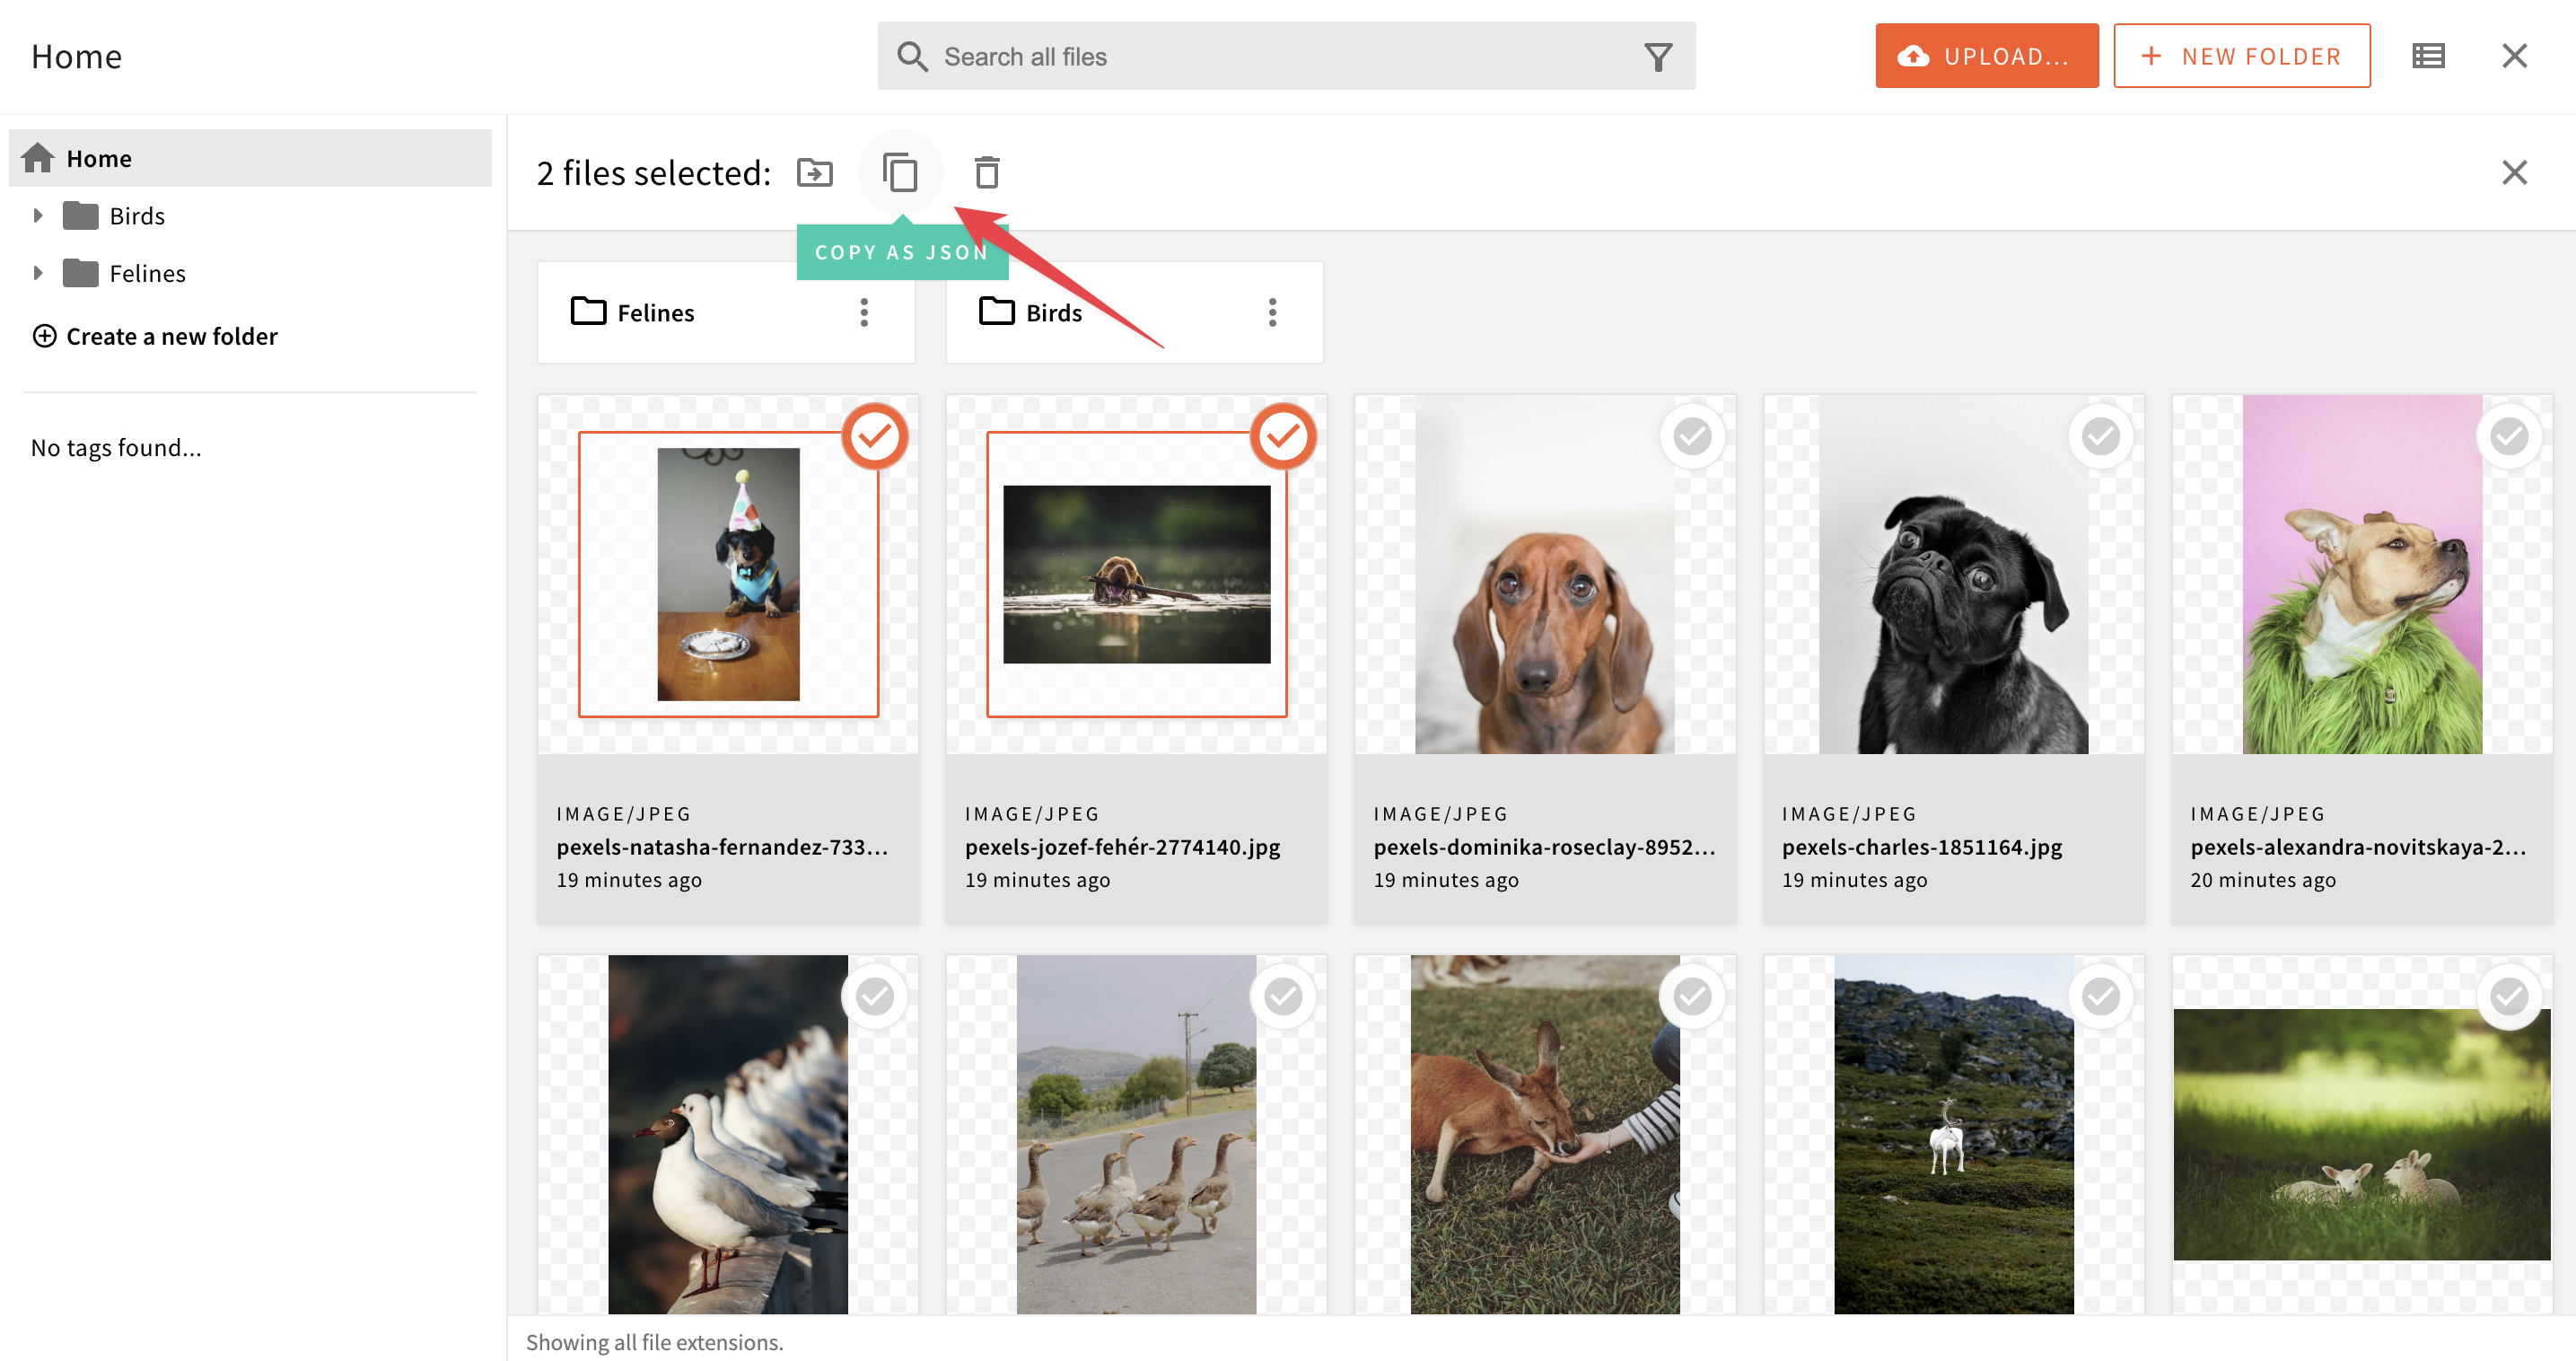 Home
Search all files
UPLOAD...
NEW FOLDER
Home
Birds
Felines
Create a new folder
No tags found...
2 files selected:
COPY AS JSON
Felines
Birds
IMAGE/JPEG
pexels-natasha-fernandez-733...
19 minutes ago
IMAGE/JPEG
pexels-jozef-fehér-2774140.jpg
19 minutes ago
IMAGE/JPEG
pexels-dominika-roseclay-8952...
19 minutes ago
IMAGE/JPEG
pexels-charles-1851164.jpg
19 minutes ago
IMAGE/JPEG
pexels-alexandra-novitskaya-2...
20 minutes ago
Showing all file extensions.